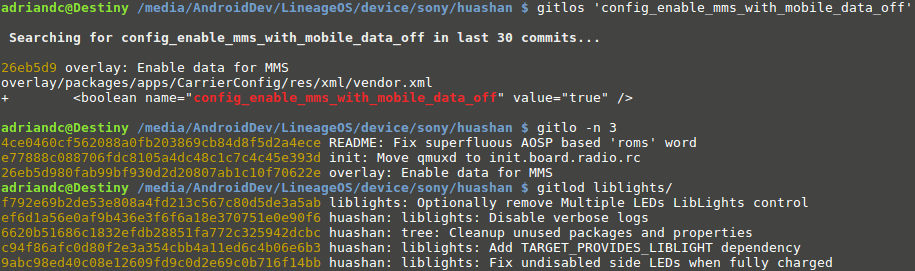 adriandc@Destiny /media/AndroidDev/LineageOS/device/sony/huashan $ gitlos 'config_enable_mms_with_mobile_data_off'
Searching for config_enable_mms_with_mobile_data_off in last 30 commits...
26eb5d9 overlay: Enable data for MMS
overlay/packages/apps/CarrierConfig/res/xml/vendor.xml
+ <boolean name="config_enable_mms_with_mobile_data_off" value="true" />
adriandc@Destiny /media/AndroidDev/LineageOS/device/sony/huashan $ gitlo -n 3
4ce0460cf562088a0fb203869cb84d8f5d2a4ece README: Fix superfluous AOSP based 'roms' word
e77888c088706fdc8105a4dc48c1c7c4c45e393d init: Move qmuxd to init.board.radio.rc
26eb5d980fab99bf930d2d20807ab1c10f70622e overlay: Enable data for MMS
adriandc@Destiny /media/AndroidDev/LineageOS/device/sony/huashan $ gitlod liblights/
f792e69b2de53e808a4fd213c567c80d5de3a5ab liblights: Optionally remove Multiple LEDs LibLights control
ef6d1a56e0af9b436e3f6f6a18e370751e0e90f6 huashan: liblights: Disable verbose logs
6620b51686c1832efdb28851fa772c325942dcbc huashan: tree: Cleanup unused packages and properties
c94f86afc0d80f2e3a354cbb4a11ed6c4b06e6b3 huashan: liblights: Add TARGET_PROVIDES_LIBLIGHT dependency
9abc98ed40c08e12609fd9c0d2e69c0b716f14bb huashan: liblights: Fix undisabled side LEDs when fully charged